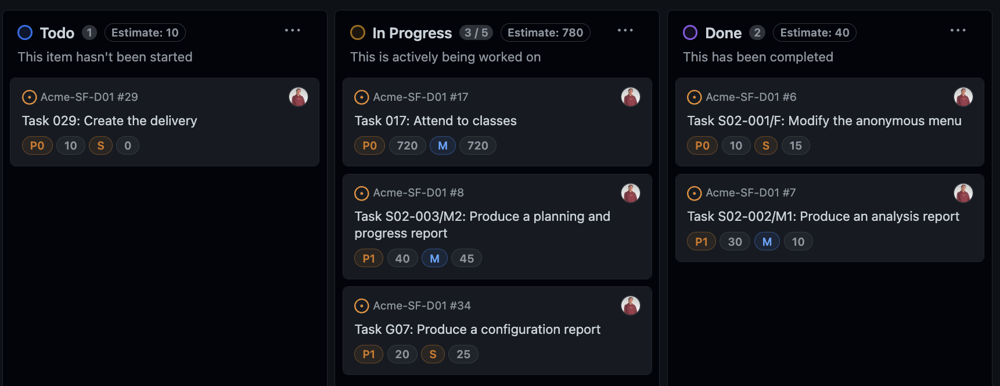 Todo 1 Estimate: 10
This item hasn't been started
Acme-SF-D01 #29
Task 029: Create the delivery
P0 10 S 0
In Progress 3 / 5 Estimate: 780
This is actively being worked on
Acme-SF-D01 #17
Task 017: Attend to classes
P0 720 M 720
Acme-SF-D01 #8
Task S02-003/M2: Produce a planning and
progress report
P1 40 M 45
Acme-SF-D01 #34
Task G07: Produce a configuration report
P1 20 S 25
Done 2 Estimate: 40
This has been completed
Acme-SF-D01 #6
Task S02-001/F: Modify the anonymous menu
P0 10 S 15
Acme-SF-D01 #7
Task S02-002/M1: Produce an analysis report
P1 30 M 10